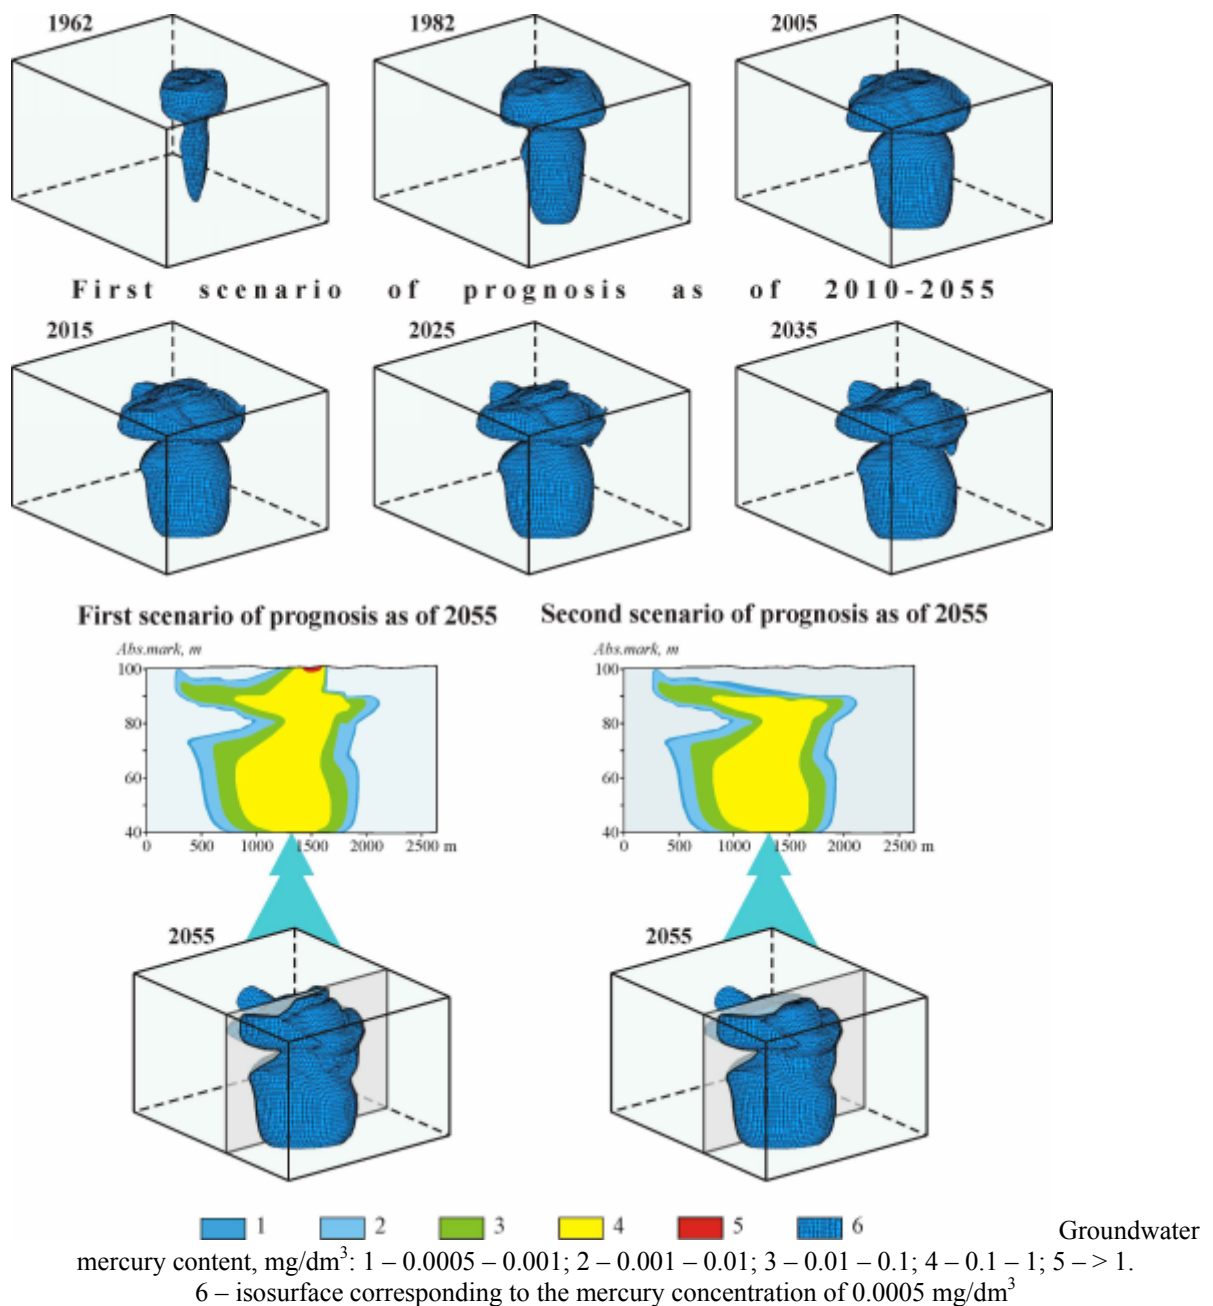 1962 1982 2005
First scenario of prognosis as of 2010-2055
2015 2025 2035
First scenario of prognosis as of 2055 Second scenario of prognosis as of 2055
Abs.mark, m Abs.mark, m
100 100
80 80
60 60
40 40
0 500 1000 1500 2000 2500 m 0 500 1000 1500 2000 2500 m
2055 2055
1 2 3 4 5 6 Groundwater
mercury content, mg/dm³: 1 – 0.0005 – 0.001; 2 – 0.001 – 0.01; 3 – 0.01 – 0.1; 4 – 0.1 – 1; 5 – > 1.
6 – isosurface corresponding to the mercury concentration of 0.0005 mg/dm³